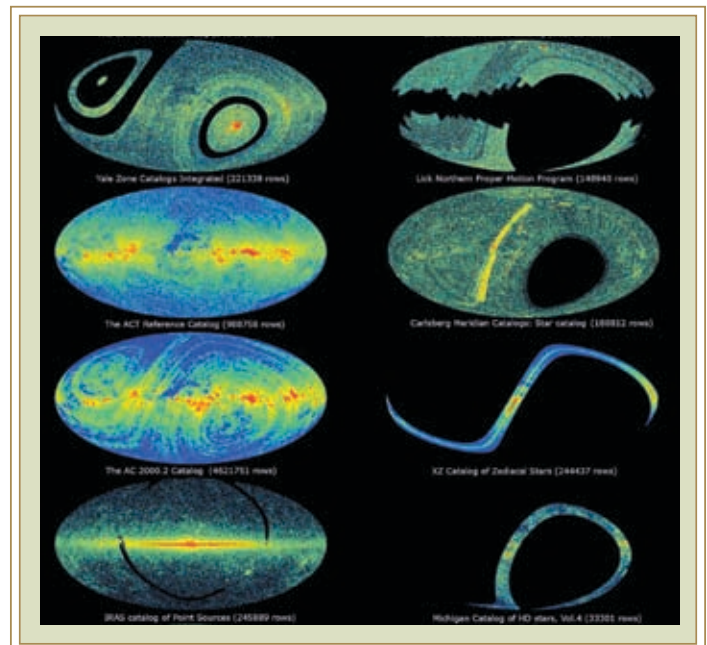 Yale Zone Catalogs Integrated (221339 rows)
Lick Northern Proper Motion Program (148940 rows)
The ACT Reference Catalog (988758 rows)
Carlsberg Meridian Catalogs: Star catalog (180812 rows)
The AC 2000.2 Catalog (4621751 rows)
XZ Catalog of Zodiacal Stars (244437 rows)
IRAS catalog of Point Sources (245889 rows)
Michigan Catalog of HD stars, Vol.4 (33301 rows)